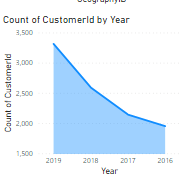 GeographyID
Count of CustomerId by Year
3,500
3,000
2,500
2,000
1,500
Count of CustomerId
2019 2018 2017 2016
Year